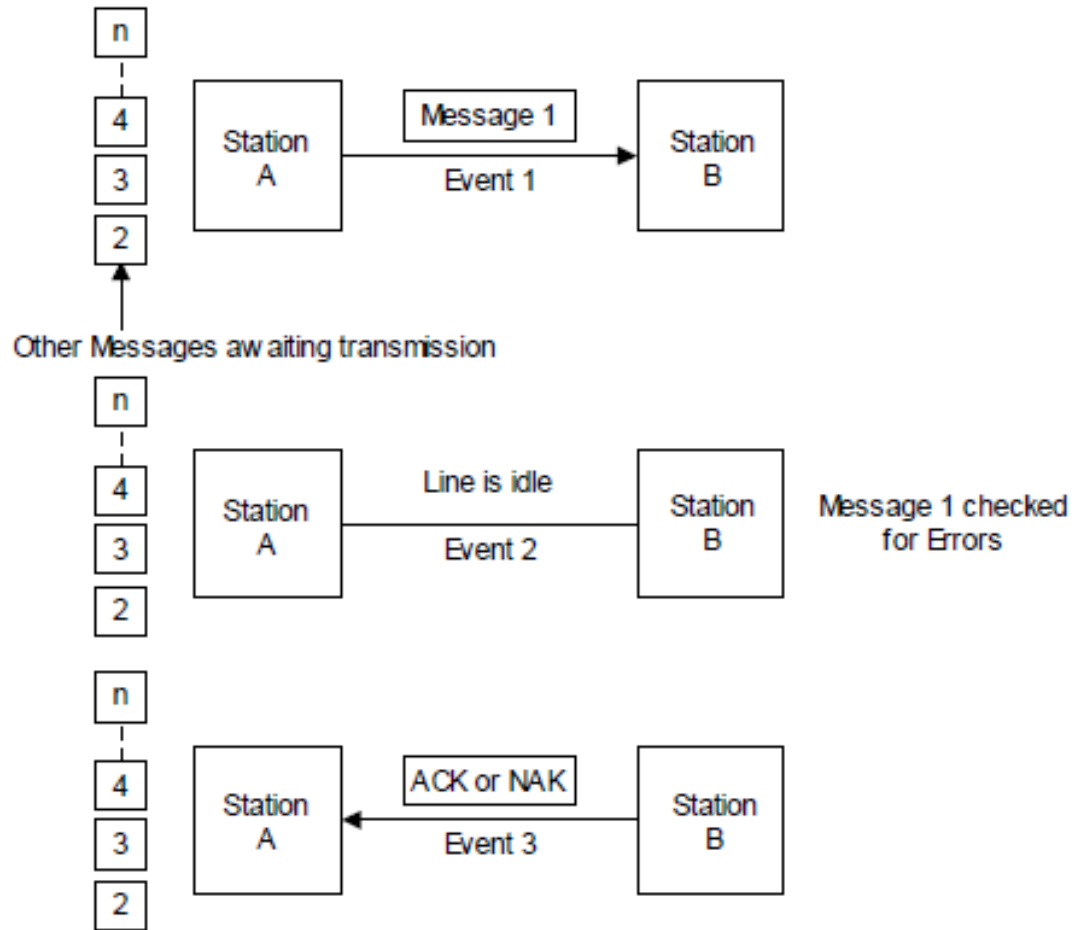 n
4
3
2
Station
A
Message 1
Event 1
Station
B
Other Messages awaiting transmission
n
4
3
2
Station
A
Line is idle
Event 2
Station
B
Message 1 checked
for Errors
n
4
3
2
Station
A
ACK or NAK
Event 3
Station
B